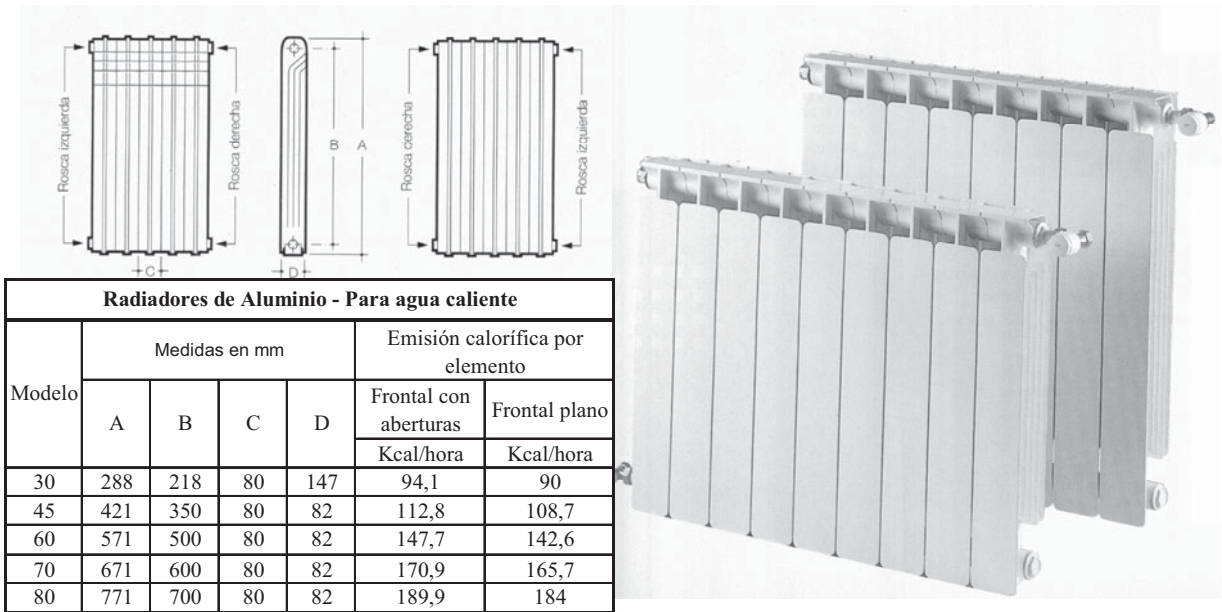 Rosca izquierda
Rosca derecha
B
A
Rosca cerecha
Rosca izquierda
C
D
Radiadores de Aluminio - Para agua caliente
Modelo
Medidas en mm
Emisión calorífica por
elemento
A B C D
Frontal con
aberturas
Frontal plano
Kcal/hora Kcal/hora
30 288 218 80 147 94,1 90
45 421 350 80 82 112,8 108,7
60 571 500 80 82 147,7 142,6
70 671 600 80 82 170,9 165,7
80 771 700 80 82 189,9 184